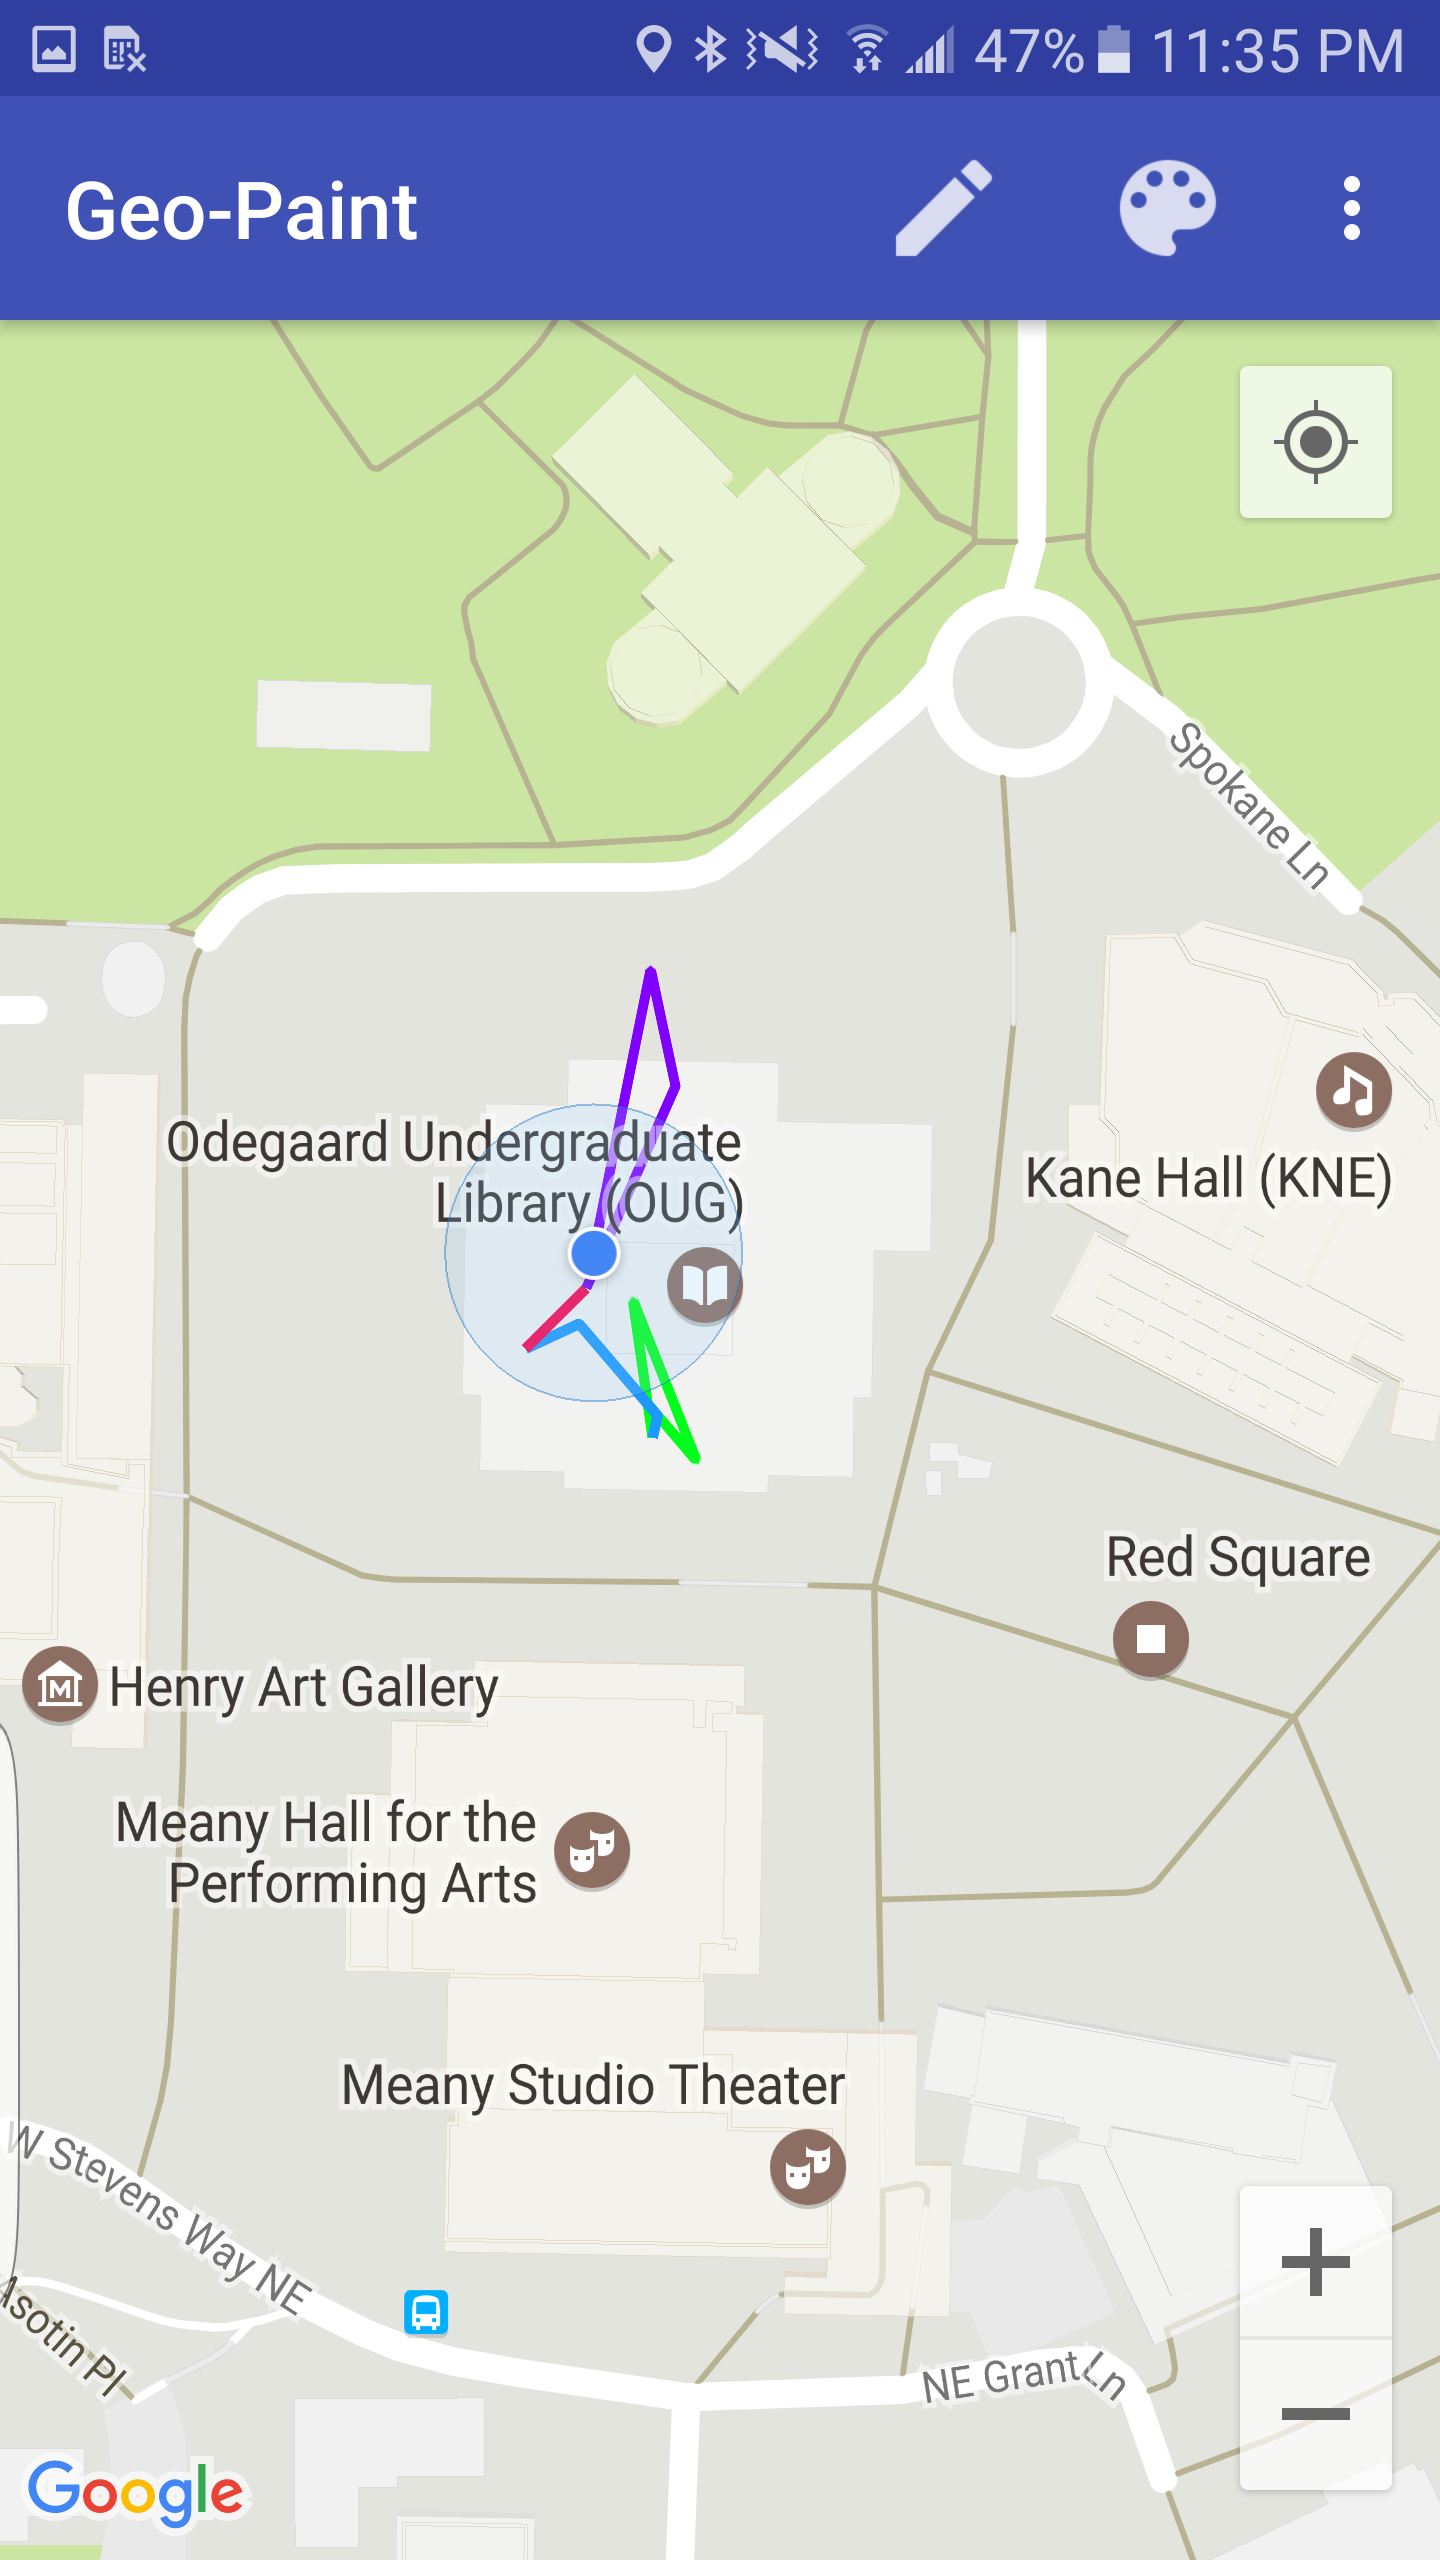 47% 11:35 PM
Geo-Paint
Spokane Ln
Odegaard Undergraduate
Library (OUG)
Kane Hall (KNE)
Red Square
Henry Art Gallery
Meany Hall for the
Performing Arts
Meany Studio Theater
W Stevens Way NE
Asotin Pl
NE Grant Ln
Google